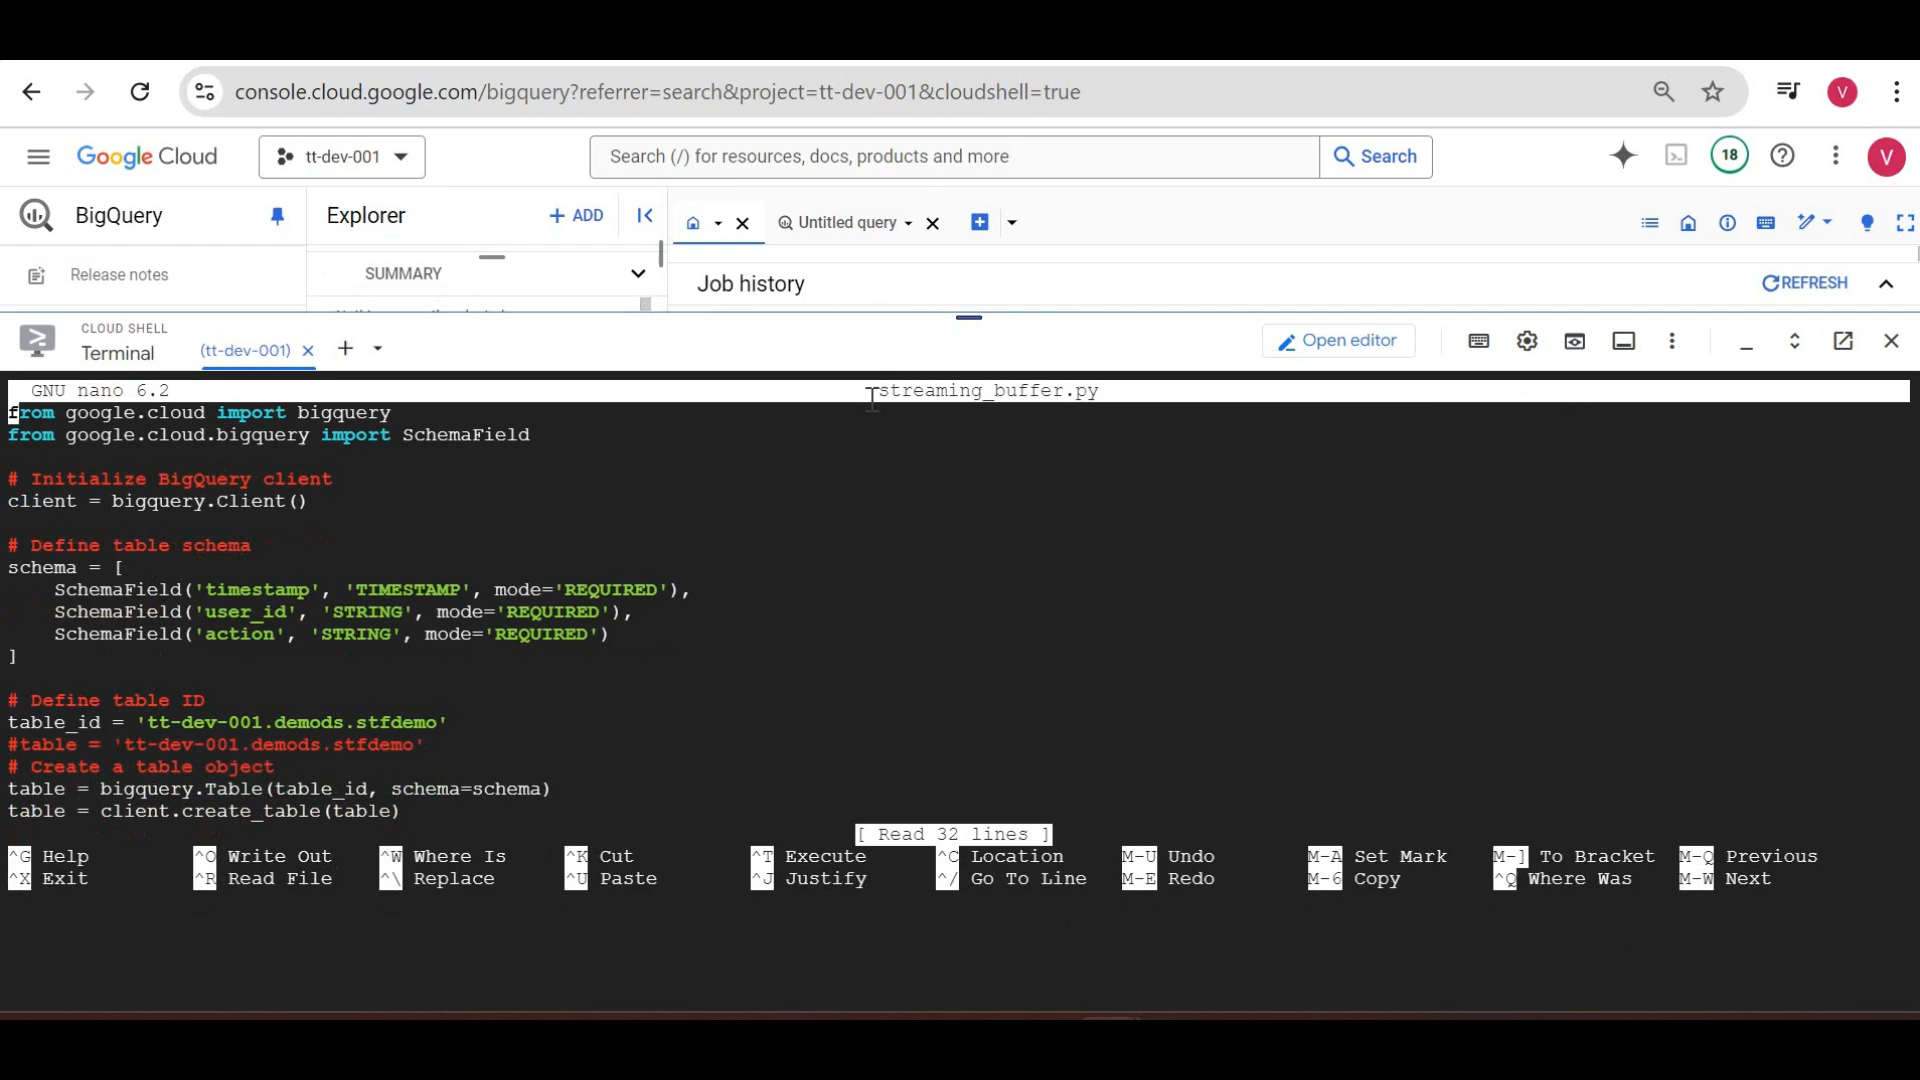 console.cloud.google.com/bigquery?referrer=search&project=tt-dev-001&cloudshell=true
V
Google Cloud
tt-dev-001
Search (/) for resources, docs, products and more
Search
18
V
BigQuery
Explorer
+ ADD
Untitled query
Release notes
SUMMARY
Job history
REFRESH
CLOUD SHELL
Terminal
(tt-dev-001)
Open editor
GNU nano 6.2
streaming_buffer.py
from google.cloud import bigquery
from google.cloud.bigquery import SchemaField
# Initialize BigQuery client
client = bigquery.Client()
# Define table schema
schema = [
SchemaField('timestamp', 'TIMESTAMP', mode='REQUIRED'),
SchemaField('user_id', 'STRING', mode='REQUIRED'),
SchemaField('action', 'STRING', mode='REQUIRED')
]
# Define table ID
table_id = 'tt-dev-001.demods.stfdemo'
#table = 'tt-dev-001.demods.stfdemo'
# Create a table object
table = bigquery.Table(table_id, schema=schema)
table = client.create_table(table)
[ Read 32 lines ]
^G Help ^O Write Out ^W Where Is ^K Cut ^T Execute ^C Location M-U Undo M-A Set Mark M-] To Bracket M-Q Previous
^X Exit ^R Read File ^\ Replace ^U Paste ^J Justify ^/ Go To Line M-E Redo M-6 Copy ^Q Where Was M-W Next